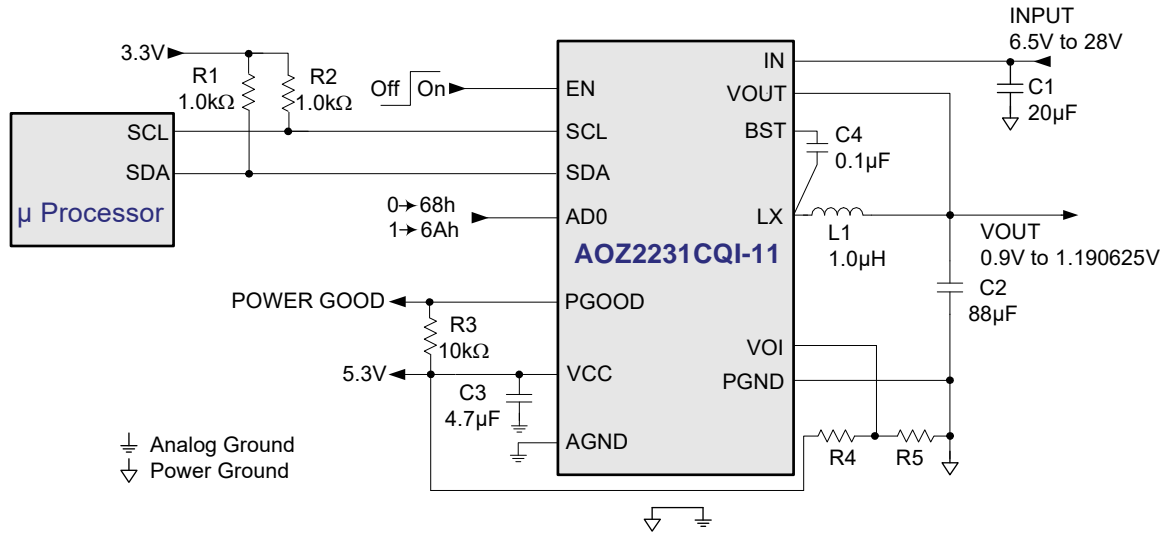 INPUT
6.5V to 28V
3.3V
R1
1.0kΩ
R2
1.0kΩ
Off
On
EN
IN
VOUT
C1
20µF
SCL
SCL
BST
C4
0.1µF
SDA
SDA
µ Processor
0→68h
1→6Ah
AD0
LX
L1
1.0µH
VOUT
0.9V to 1.190625V
AOZ2231CQI-11
C2
88µF
POWER GOOD
PGOOD
R3
10kΩ
VOI
5.3V
VCC
PGND
C3
4.7µF
Analog Ground
AGND
R4
R5
Power Ground